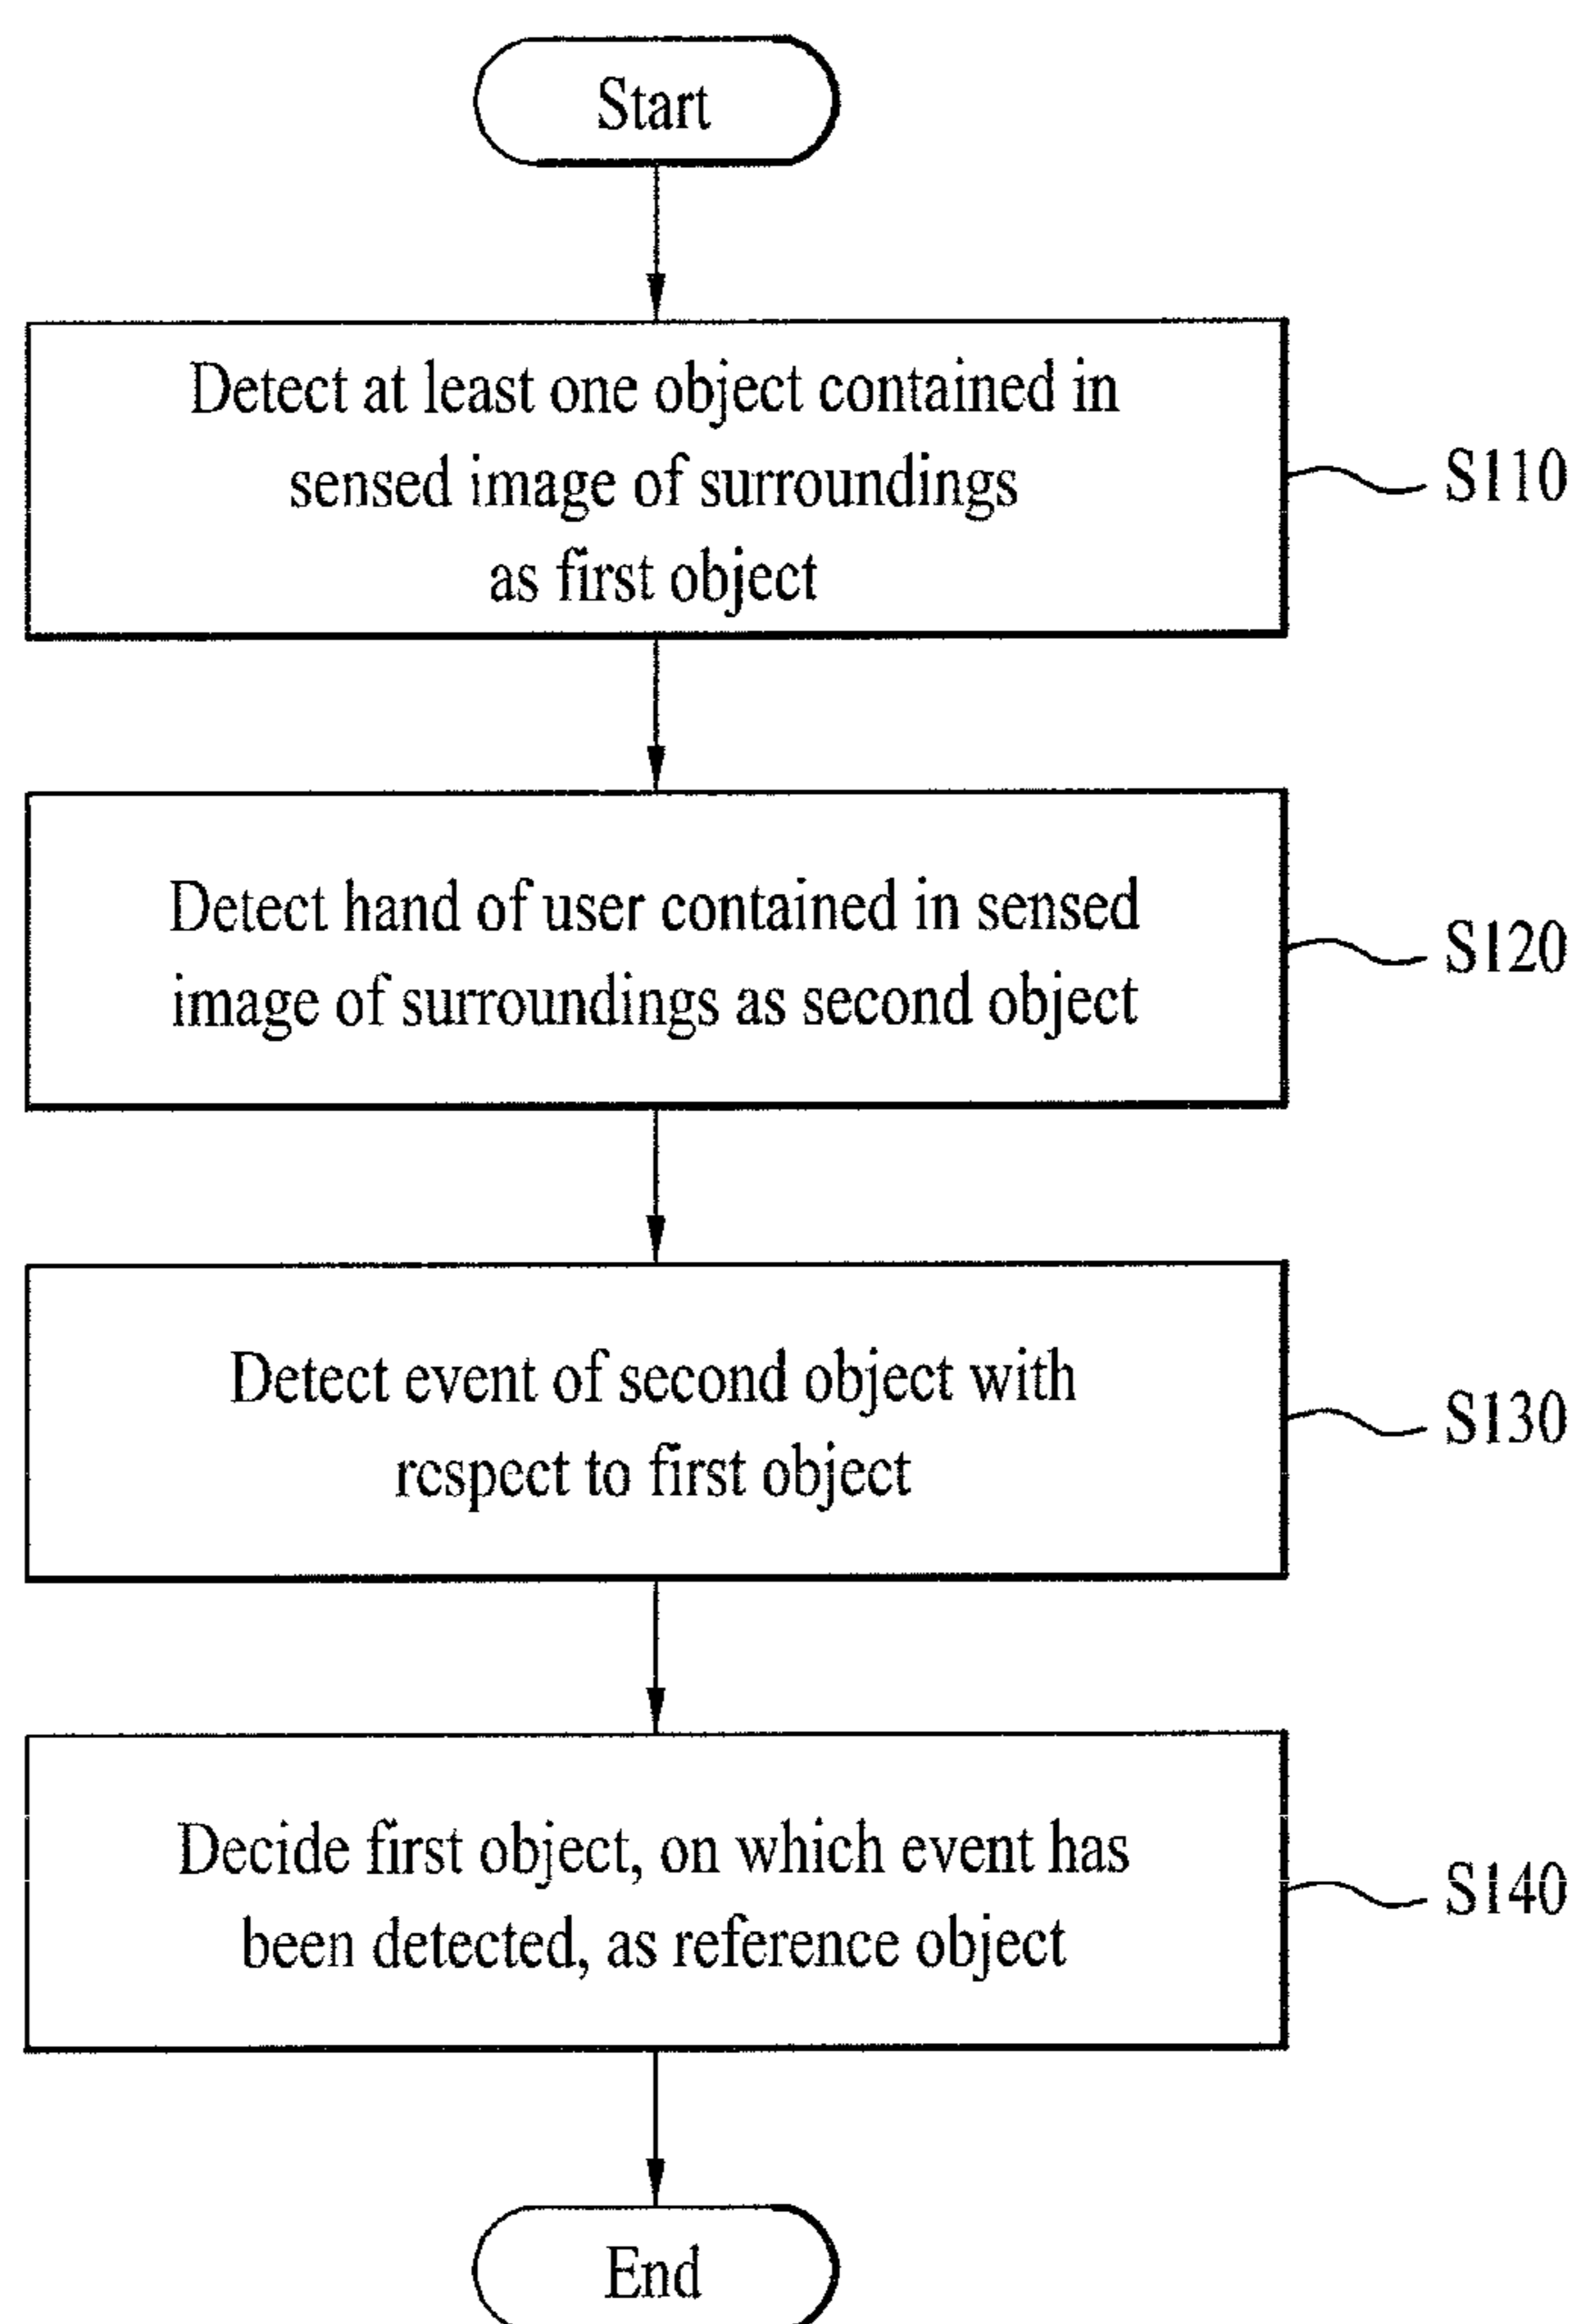 Start
Detect at least one object contained in
sensed image of surroundings
as first object
S110
Detect hand of user contained in sensed
image of surroundings as second object
S120
Detect event of second object with
respect to first object
S130
Decide first object, on which event has
been detected, as reference object
S140
End